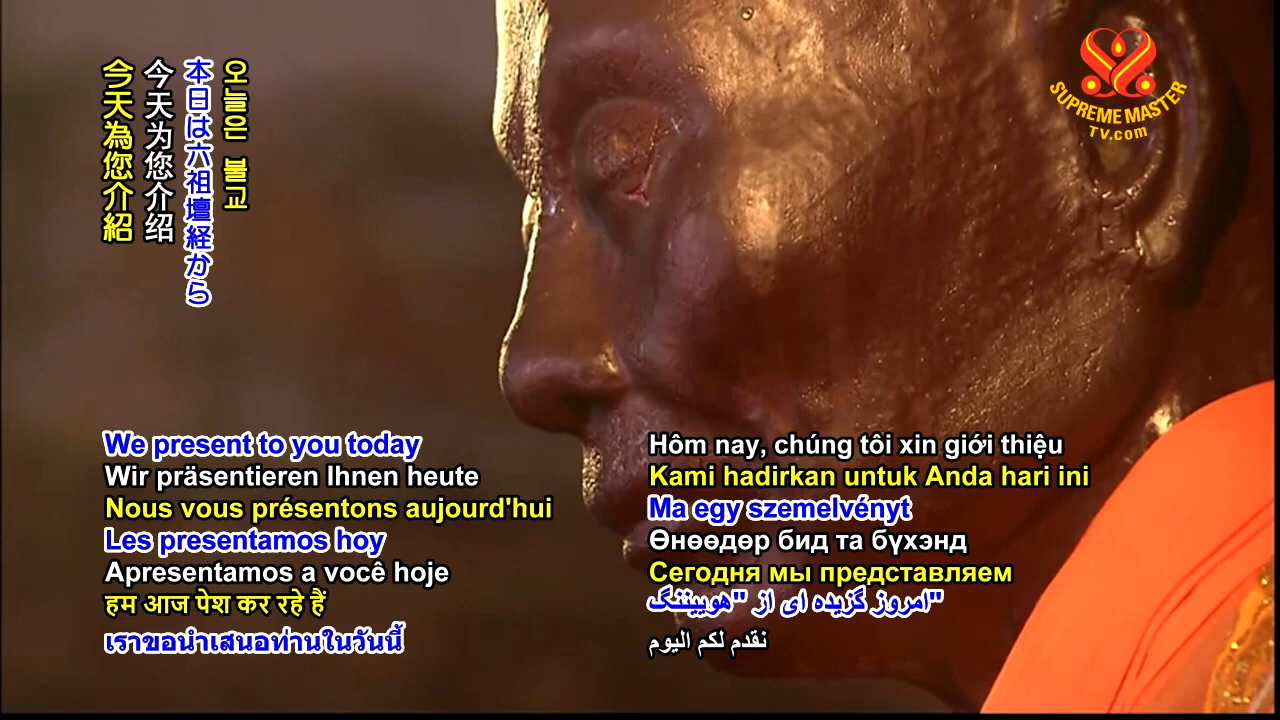 今天為您介紹
今天为您介绍
本日は六祖壇経から
오늘은 불고
SUPREME MASTER
TV.com
We present to you today
Wir präsentieren Ihnen heute
Nous vous présentons aujourd'hui
Les presentamos hoy
Apresentamos a você hoje
हम आज पेश कर रहे हैं
เราขอนำเสนอท่านในวันนี้
Hôm nay, chúng tôi xin giới thiệu
Kami hadirkan untuk Anda hari ini
Ma egy szemelvényt
Өнөөдөр бид та бүхэнд
Сегодня мы представляем
"امروز گزیده ای از "هویيننگ
نقدم لكم اليوم